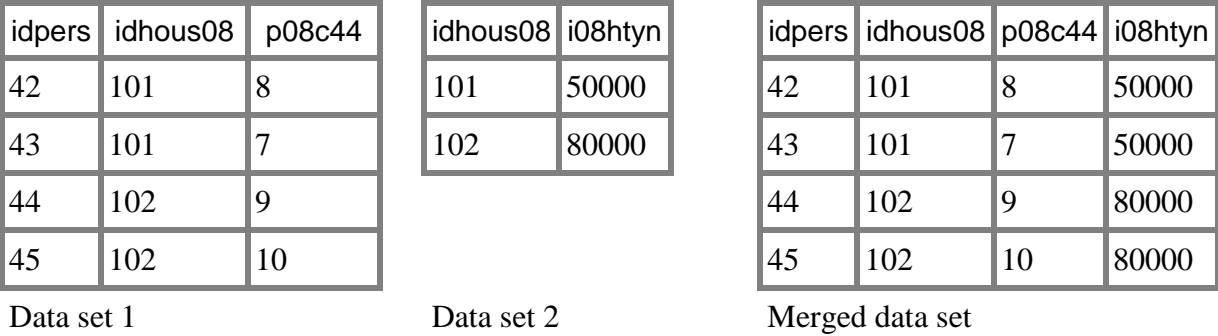 idpers idhous08 p08c44
42 101 8
43 101 7
44 102 9
45 102 10
Data set 1
idhous08 i08htyn
101 50000
102 80000
Data set 2
idpers idhous08 p08c44 i08htyn
42 101 8 50000
43 101 7 50000
44 102 9 80000
45 102 10 80000
Merged data set